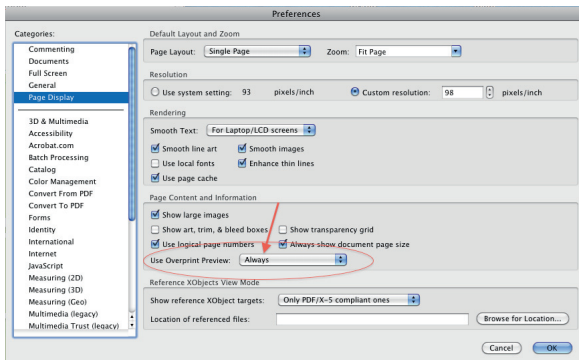 Preferences
Categories:
Commenting
Documents
Full Screen
General
Page Display
3D & Multimedia
Accessibility
Acrobat.com
Batch Processing
Catalog
Color Management
Convert From PDF
Convert To PDF
Forms
Identity
International
Internet
JavaScript
Measuring (2D)
Measuring (3D)
Measuring (Geo)
Multimedia (legacy)
Multimedia Trust (legacy)
Default Layout and Zoom
Page Layout: Single Page Zoom: Fit Page
Resolution
Use system setting: 93 pixels/inch Custom resolution: 98 pixels/inch
Rendering
Smooth Text: For Laptop/LCD screens
Smooth line art Smooth images
Use local fonts Enhance thin lines
Use page cache
Page Content and Information
Show large images
Show art, trim, & bleed boxes Show transparency grid
Use logical page numbers Always show document page size
Use Overprint Preview: Always
Reference XObjects View Mode
Show reference XObject targets: Only PDF/X-5 compliant ones
Location of referenced files: Browse for Location...
Cancel OK